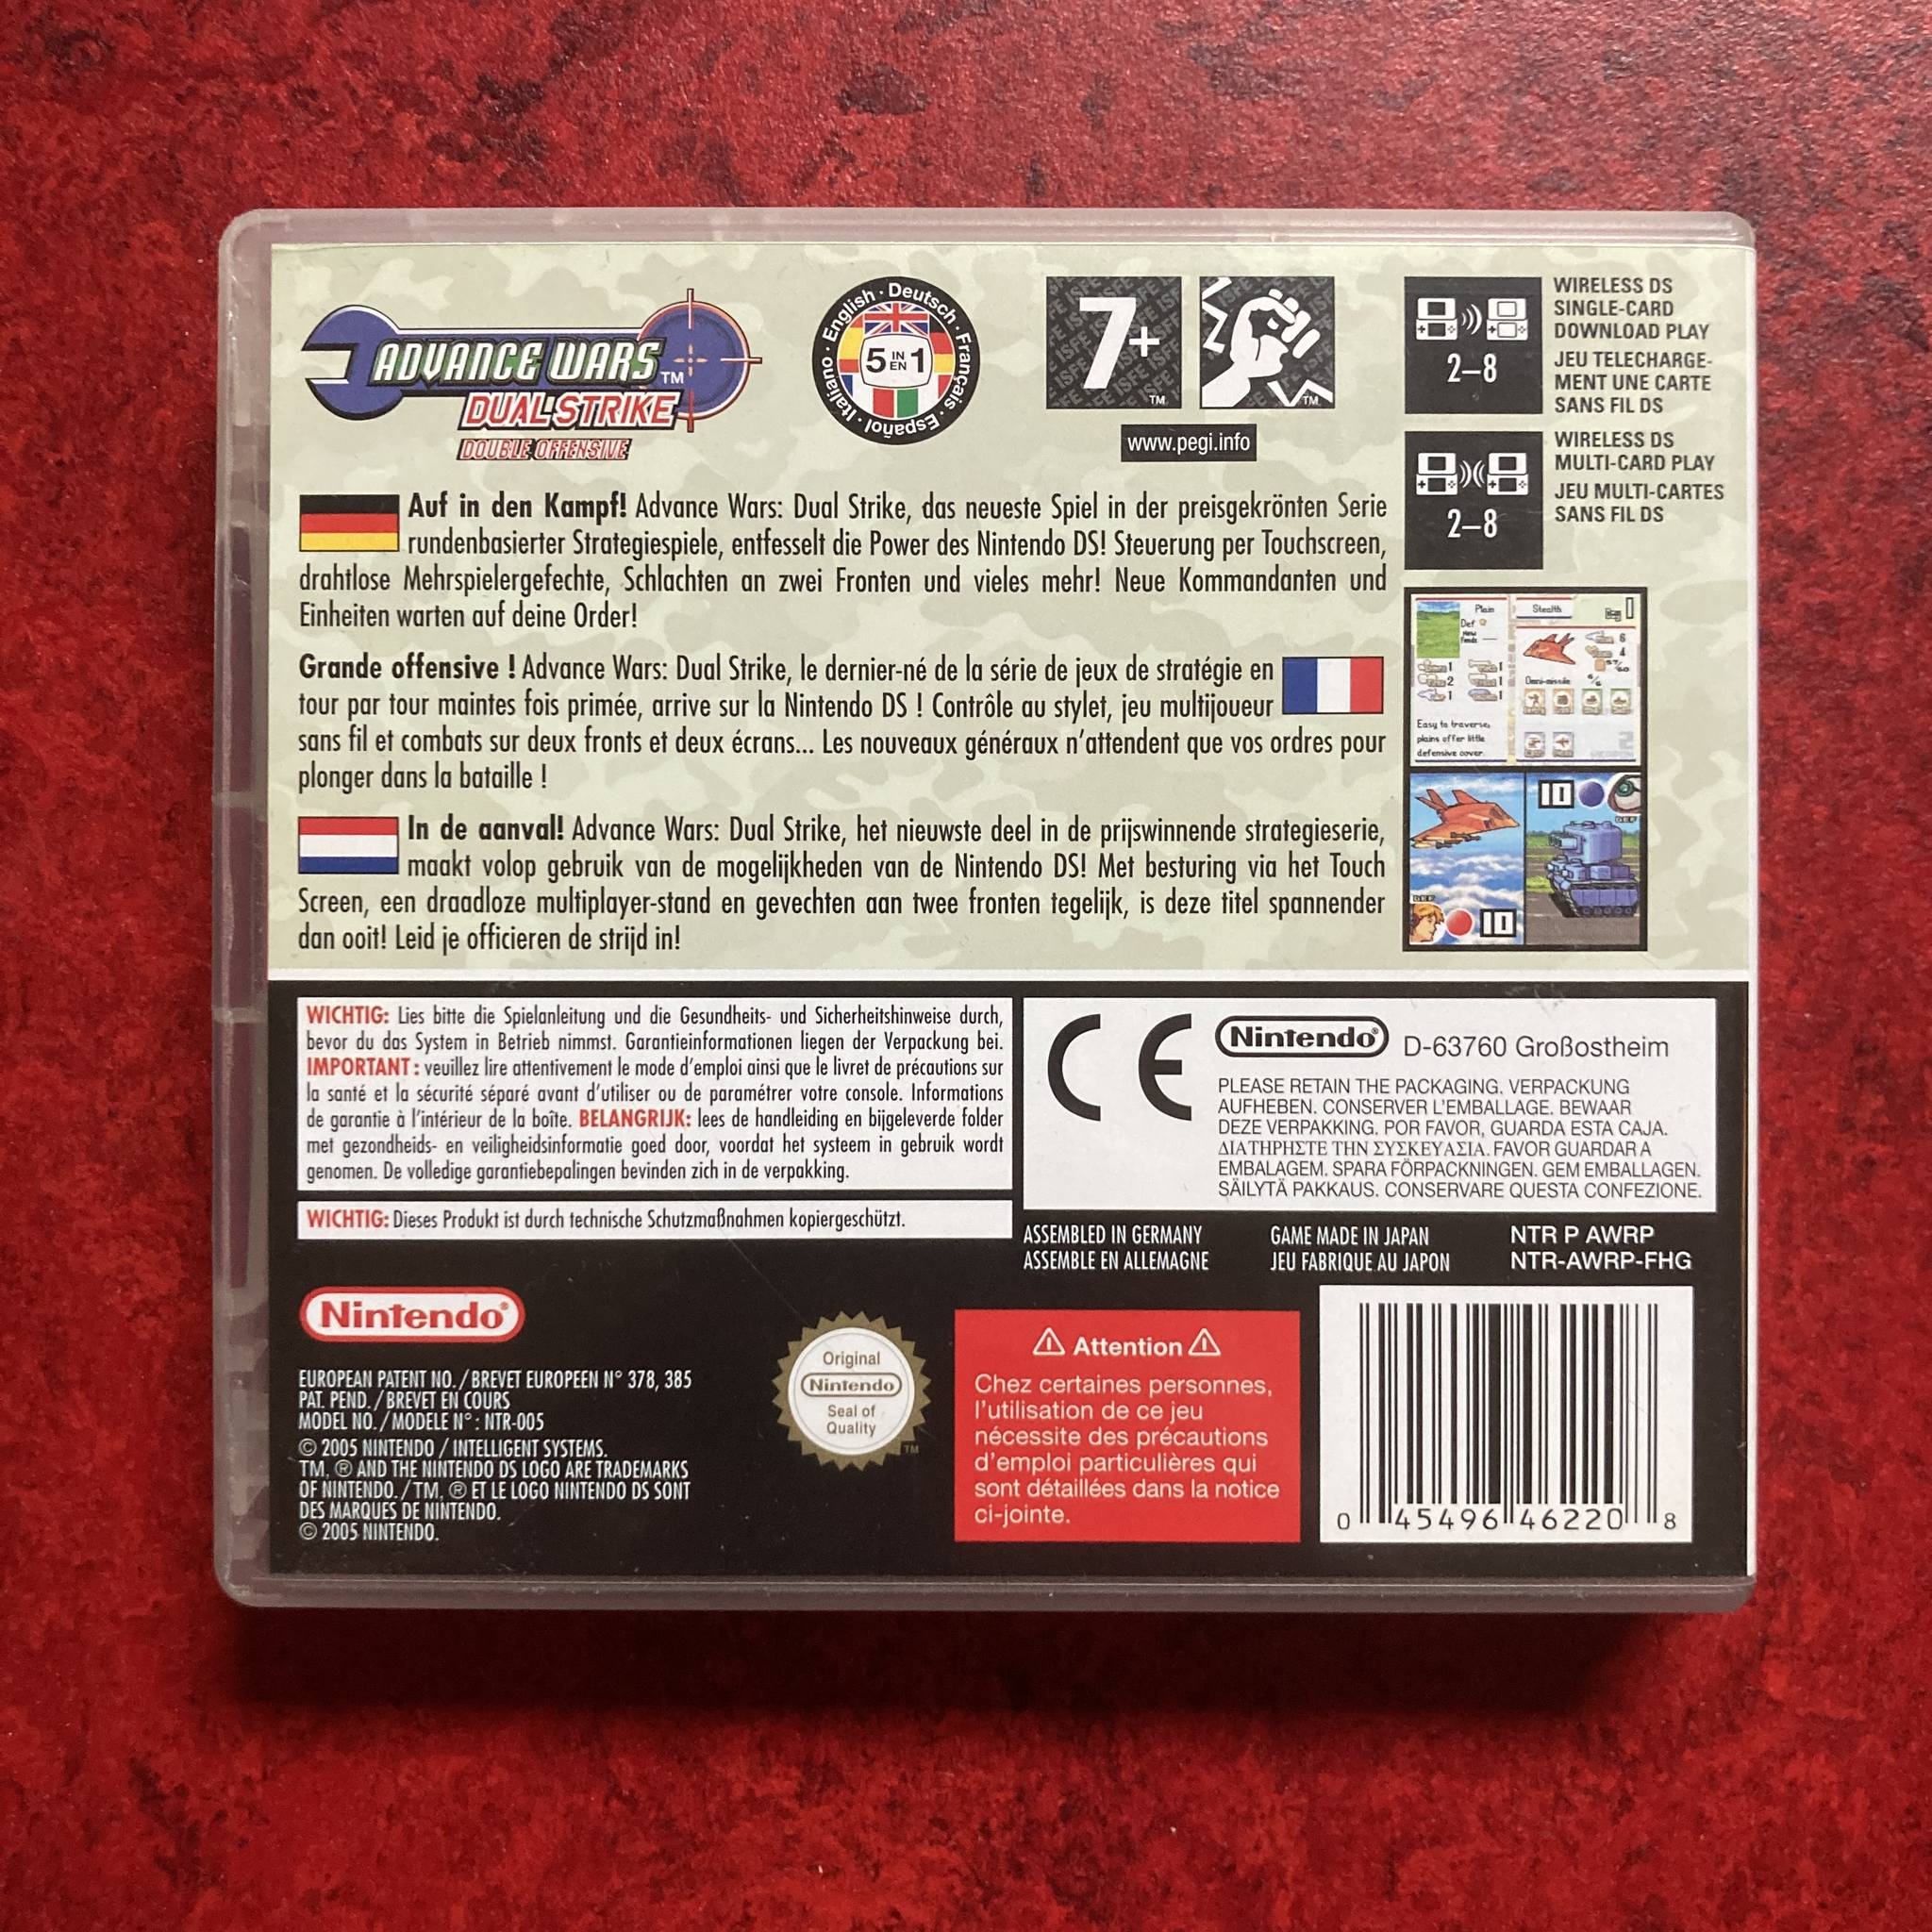 ADVANCE WARS TM
DUAL STRIKE
DOUBLE OFFENSIVE
English · Deutsch · Français · Español · Italiano ·
5 IN EN 1
7+
TM
TM
www.pegi.info
2–8
WIRELESS DS
SINGLE-CARD
DOWNLOAD PLAY
JEU TELECHARGE-
MENT UNE CARTE
SANS FIL DS
2–8
WIRELESS DS
MULTI-CARD PLAY
JEU MULTI-CARTES
SANS FIL DS
Auf in den Kampf! Advance Wars: Dual Strike, das neueste Spiel in der preisgekrönten Serie
rundenbasierter Strategiespiele, entfesselt die Power des Nintendo DS! Steuerung per Touchscreen,
drahtlose Mehrspielergefechte, Schlachten an zwei Fronten und vieles mehr! Neue Kommandanten und
Einheiten warten auf deine Order!
Grande offensive ! Advance Wars: Dual Strike, le dernier-né de la série de jeux de stratégie en
tour par tour maintes fois primée, arrive sur la Nintendo DS ! Contrôle au stylet, jeu multijoueur
sans fil et combats sur deux fronts et deux écrans... Les nouveaux généraux n'attendent que vos ordres pour
plonger dans la bataille !
In de aanval! Advance Wars: Dual Strike, het nieuwste deel in de prijswinnende strategieserie,
maakt volop gebruik van de mogelijkheden van de Nintendo DS! Met besturing via het Touch
Screen, een draadloze multiplayer-stand en gevechten aan twee fronten tegelijk, is deze titel spannender
dan ooit! Leid je officieren de strijd in!
Plain
Def
Stealth
Omni-missile
Easy to traverse,
plains offer little
defensive cover.
10
10
WICHTIG: Lies bitte die Spielanleitung und die Gesundheits- und Sicherheitshinweise durch,
bevor du das System in Betrieb nimmst. Garantieinformationen liegen der Verpackung bei.
IMPORTANT : veuillez lire attentivement le mode d'emploi ainsi que le livret de précautions sur
la santé et la sécurité séparé avant d'utiliser ou de paramétrer votre console. Informations
de garantie à l'intérieur de la boîte. BELANGRIJK: lees de handleiding en bijgeleverde folder
met gezondheids- en veiligheidsinformatie goed door, voordat het systeem in gebruik wordt
genomen. De volledige garantiebepalingen bevinden zich in de verpakking.
WICHTIG: Dieses Produkt ist durch technische Schutzmaßnahmen kopiergeschützt.
CE
Nintendo® D-63760 Großostheim
PLEASE RETAIN THE PACKAGING. VERPACKUNG
AUFHEBEN. CONSERVER L'EMBALLAGE. BEWAAR
DEZE VERPAKKING. POR FAVOR, GUARDA ESTA CAJA.
ΔΙΑΤΗΡΗΣΤΕ ΤΗΝ ΣΥΣΚΕΥΑΣΙΑ. FAVOR GUARDAR A
EMBALAGEM. SPARA FÖRPACKNINGEN. GEM EMBALLAGEN.
SÄILYTÄ PAKKAUS. CONSERVARE QUESTA CONFEZIONE.
ASSEMBLED IN GERMANY
ASSEMBLE EN ALLEMAGNE
GAME MADE IN JAPAN
JEU FABRIQUE AU JAPON
NTR P AWRP
NTR-AWRP-FHG
Nintendo®
EUROPEAN PATENT NO. / BREVET EUROPEEN N° 378, 385
PAT. PEND. / BREVET EN COURS
MODEL NO. / MODELE N° : NTR-005
© 2005 NINTENDO / INTELLIGENT SYSTEMS.
TM, ® AND THE NINTENDO DS LOGO ARE TRADEMARKS
OF NINTENDO. / TM, ® ET LE LOGO NINTENDO DS SONT
DES MARQUES DE NINTENDO.
© 2005 NINTENDO.
Original
Nintendo
Seal of
Quality
TM
⚠ Attention ⚠
Chez certaines personnes,
l'utilisation de ce jeu
nécessite des précautions
d'emploi particulières qui
sont détaillées dans la notice
ci-jointe.
0 45496 46220 8